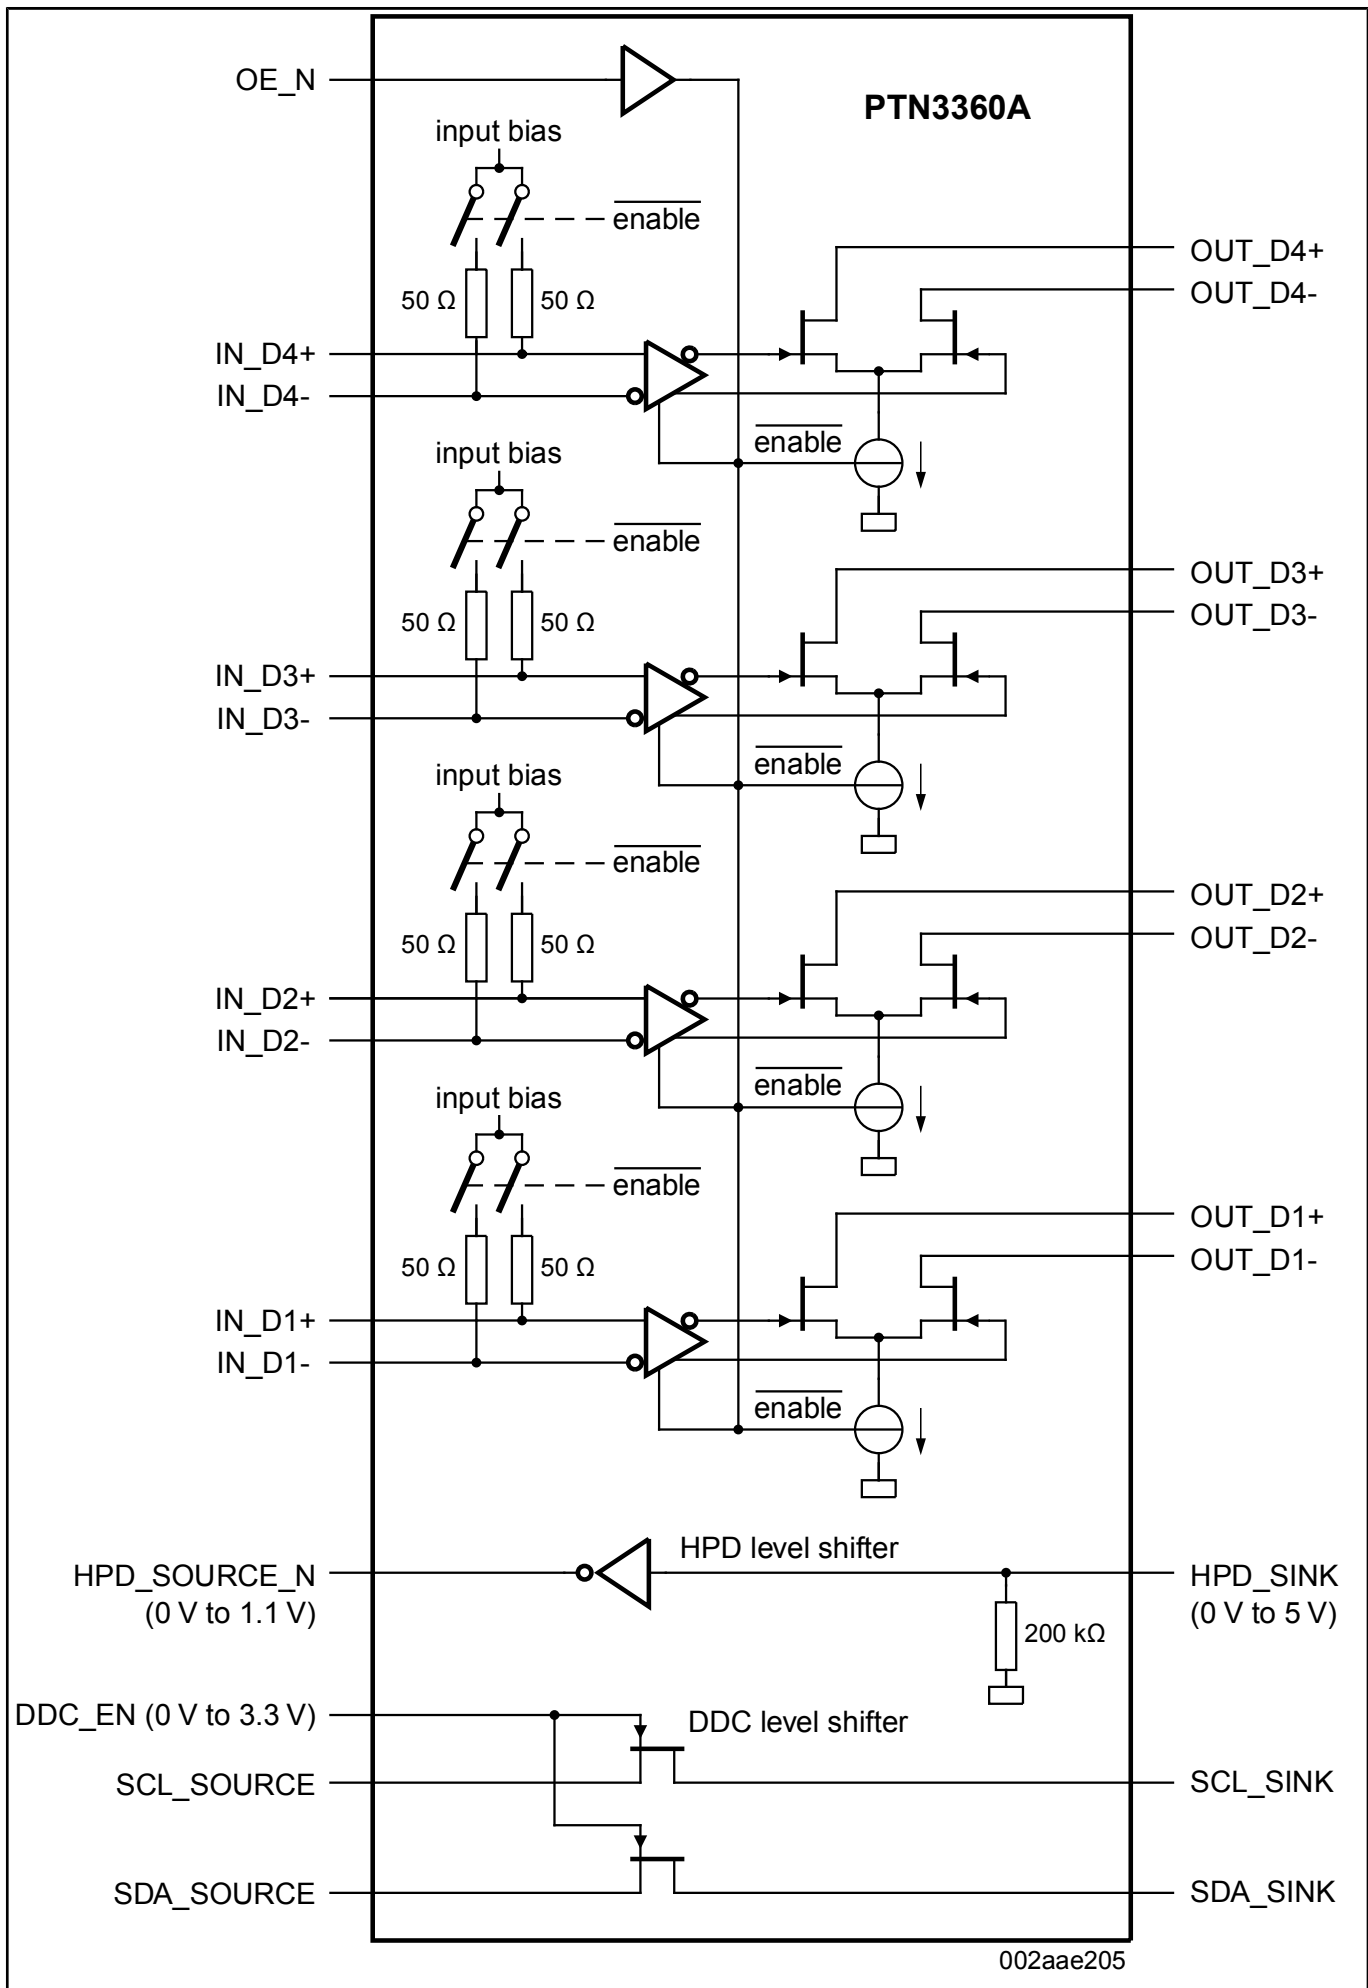 OE_N
PTN3360A
input bias
enable
OUT_D4+
50 Ω
50 Ω
OUT_D4-
IN_D4+
IN_D4-
enable
input bias
enable
OUT_D3+
50 Ω
50 Ω
OUT_D3-
IN_D3+
IN_D3-
enable
input bias
enable
OUT_D2+
50 Ω
50 Ω
OUT_D2-
IN_D2+
IN_D2-
enable
input bias
enable
OUT_D1+
50 Ω
50 Ω
OUT_D1-
IN_D1+
IN_D1-
enable
HPD level shifter
HPD_SOURCE_N
(0 V to 1.1 V)
HPD_SINK
(0 V to 5 V)
200 kΩ
DDC_EN (0 V to 3.3 V)
DDC level shifter
SCL_SOURCE
SCL_SINK
SDA_SOURCE
SDA_SINK
002aae205